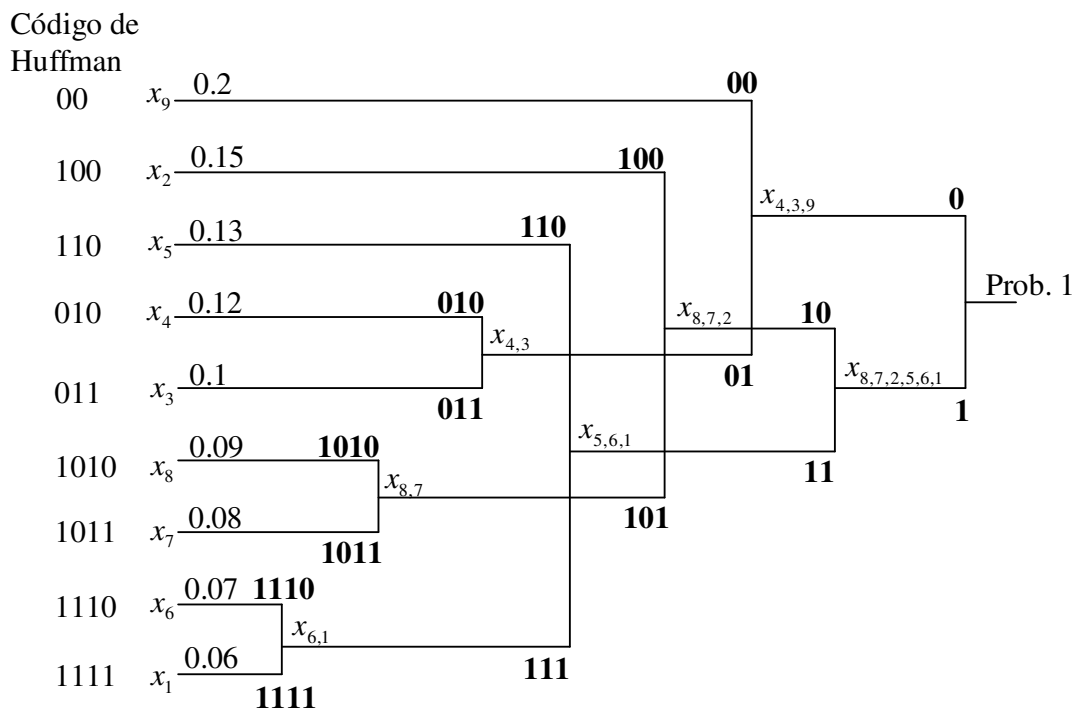 Código de
Huffman
00 x₉ 0.2 00
100 x₂ 0.15 100
x₄,₃,₉ 0
110 x₅ 0.13 110
Prob. 1
010 x₄ 0.12 010
x₈,₇,₂ 10
x₄,₃
x₈,₇,₂,₅,₆,₁
011 x₃ 0.1 011 01 1
x₅,₆,₁
1010 x₈ 0.09 1010
x₈,₇ 11
1011 x₇ 0.08 1011 101
1110 x₆ 0.07 1110
x₆,₁
111
1111 x₁ 0.06 1111